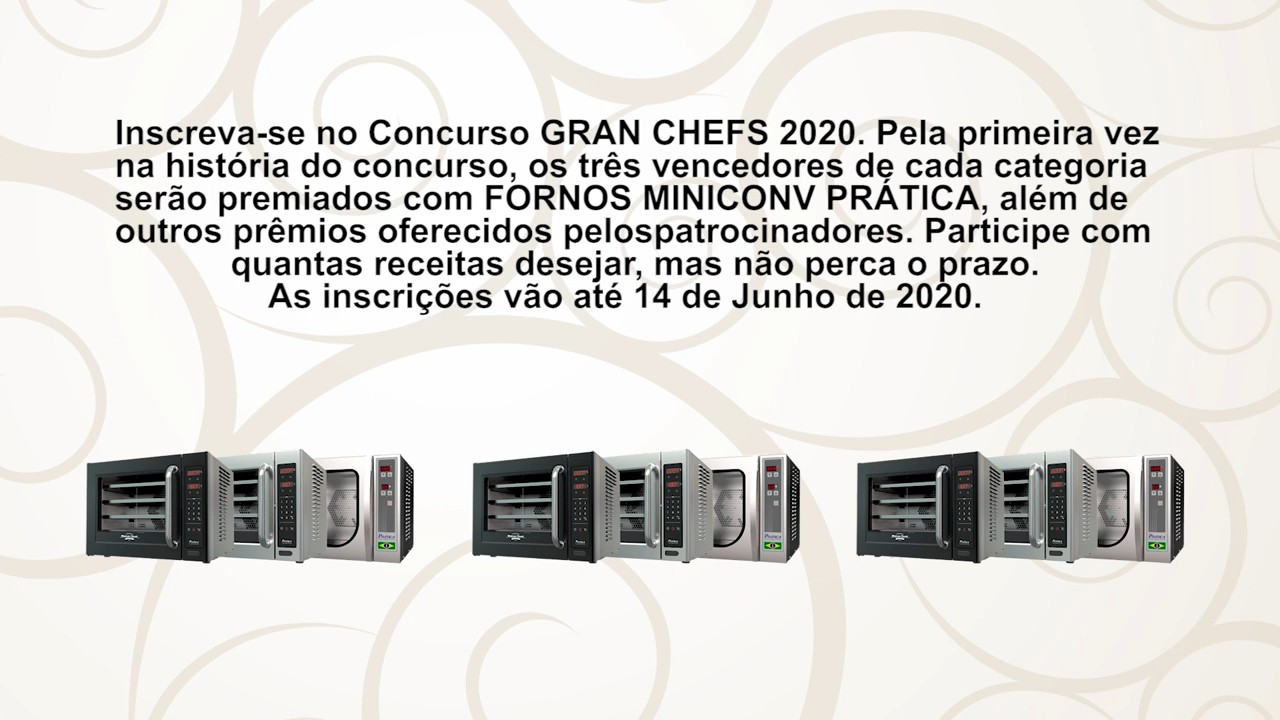 Inscreva-se no Concurso GRAN CHEFS 2020. Pela primeira vez
na história do concurso, os três vencedores de cada categoria
serão premiados com FORNOS MINICONV PRÁTICA, além de
outros prêmios oferecidos pelospatrocinadores. Participe com
quantas receitas desejar, mas não perca o prazo.
As inscrições vão até 14 de Junho de 2020.